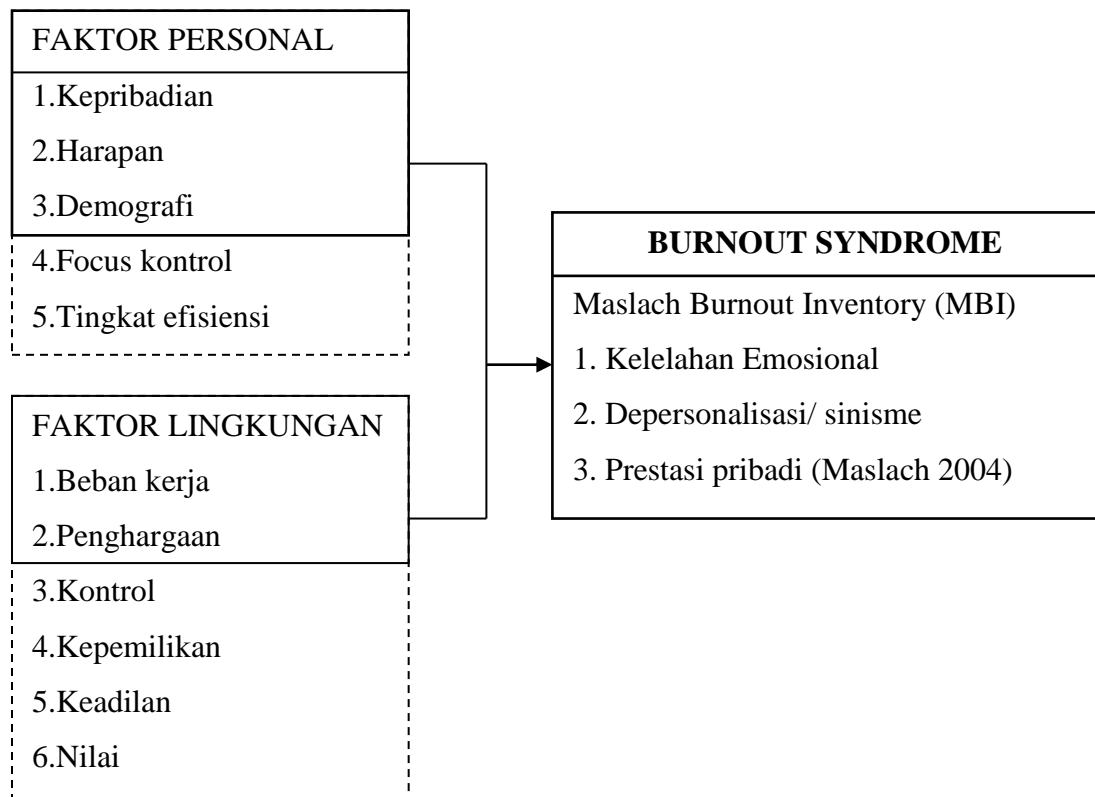 FAKTOR PERSONAL
1.Kepribadian
2.Harapan
3.Demografi
4.Focus kontrol
5.Tingkat efisiensi
FAKTOR LINGKUNGAN
1.Beban kerja
2.Penghargaan
3.Kontrol
4.Kepemilikan
5.Keadilan
6.Nilai
BURNOUT SYNDROME
Maslach Burnout Inventory (MBI)
1. Kelelahan Emosional
2. Depersonalisasi/ sinisme
3. Prestasi pribadi (Maslach 2004)